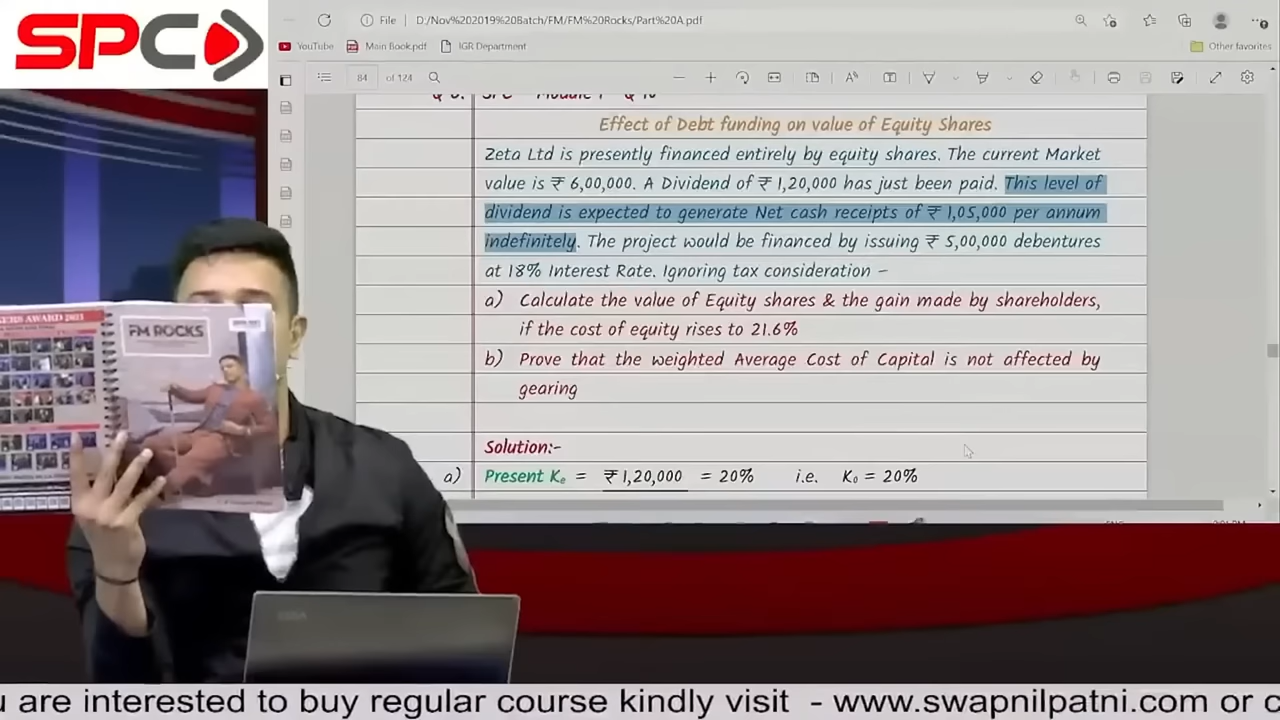 SPC
File
D:/Nov%202019%20Batch/FM/FM%20Rocks/Part%20A.pdf
YouTube
Main Book.pdf
IGR Department
Other favorites
84 of 124
Effect of Debt funding on value of Equity Shares
Zeta Ltd is presently financed entirely by equity shares. The current Market
value is ₹ 6,00,000. A Dividend of ₹ 1,20,000 has just been paid. This level of
dividend is expected to generate Net cash receipts of ₹ 1,05,000 per annum
indefinitely. The project would be financed by issuing ₹ 5,00,000 debentures
at 18% Interest Rate. Ignoring tax consideration –
a) Calculate the value of Equity shares & the gain made by shareholders,
if the cost of equity rises to 21.6%
b) Prove that the weighted Average Cost of Capital is not affected by
gearing
Solution:-
a) Present Ke = ₹ 1,20,000 = 20% i.e. K0 = 20%
FM ROCKS
ERS AWARD 2021
u are interested to buy regular course kindly visit - www.swapnilpatni.com or c